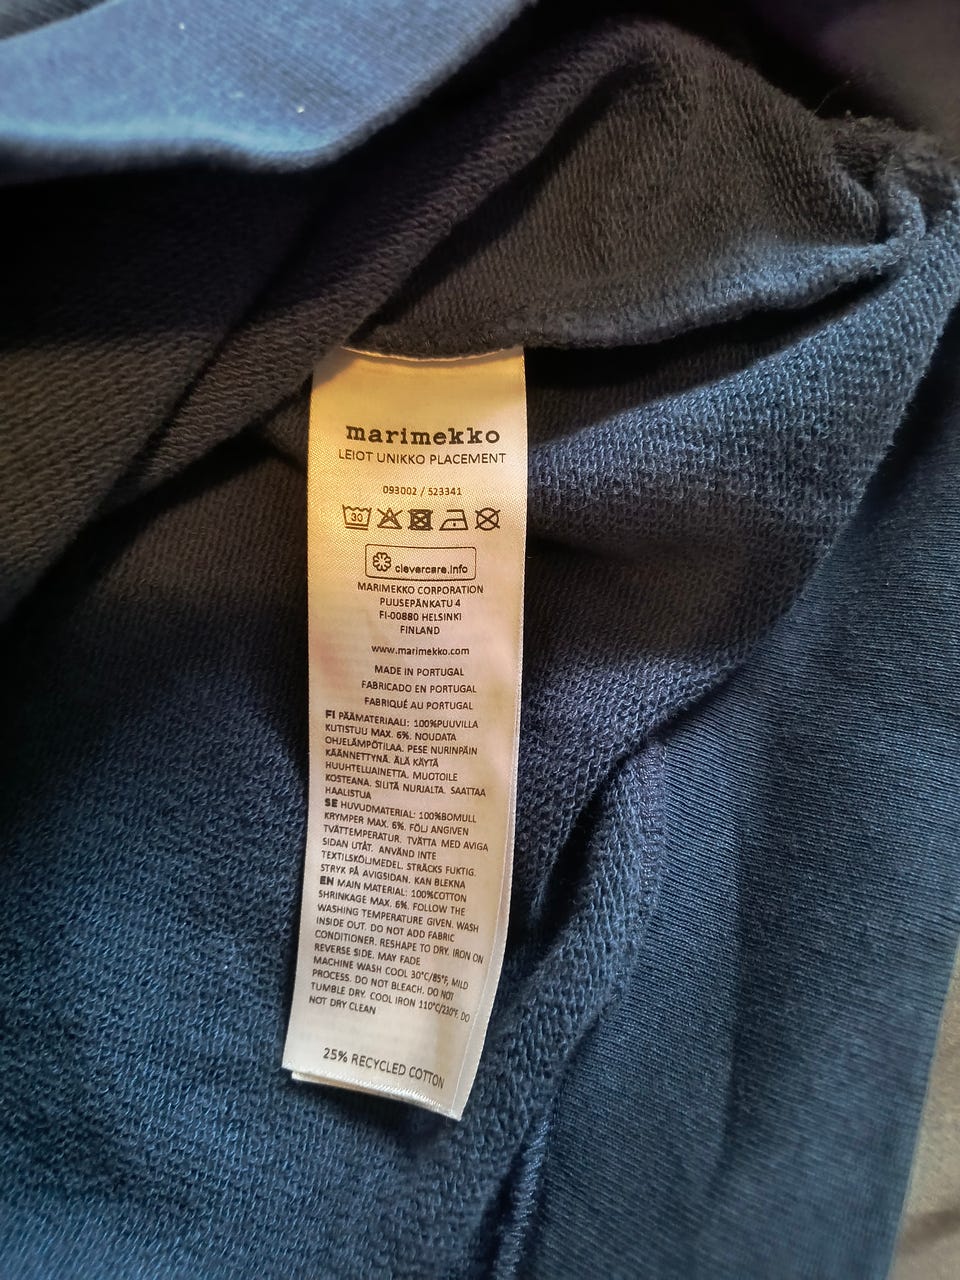 marimekko
LEIOT UNIKKO PLACEMENT
093002 / 523341
30
clevercare.info
MARIMEKKO CORPORATION
PUUSEPÄNKATU 4
FI-00880 HELSINKI
FINLAND
www.marimekko.com
MADE IN PORTUGAL
FABRICADO EN PORTUGAL
FABRIQUÉ AU PORTUGAL
FI PÄÄMATERIAALI: 100%PUUVILLA
KUTISTUU MAX. 6%. NOUDATA
OHJELÄMPÖTILAA. PESE NURINPÄIN
KÄÄNNETTYNÄ. ÄLÄ KÄYTÄ
HUUHTELUAINETTA. MUOTOILE
KOSTEANA. SILITÄ NURJALTA. SAATTAA
HAALISTUA
SE HUVUDMATERIAL: 100%BOMULL
KRYMPER MAX. 6%. FÖLJ ANGIVEN
TVÄTTEMPERATUR. TVÄTTA MED AVIGA
SIDAN UTÅT. ANVÄND INTE
TEXTILSKÖLJMEDEL. STRÄCKS FUKTIG.
STRYK PÅ AVIGSIDAN. KAN BLEKNA
EN MAIN MATERIAL: 100%COTTON
SHRINKAGE MAX. 6%. FOLLOW THE
WASHING TEMPERATURE GIVEN. WASH
INSIDE OUT. DO NOT ADD FABRIC
CONDITIONER. RESHAPE TO DRY. IRON ON
REVERSE SIDE. MAY FADE
MACHINE WASH COOL 30°C/85°F, MILD
PROCESS. DO NOT BLEACH. DO NOT
TUMBLE DRY. COOL IRON 110°C/230°F. DO
NOT DRY CLEAN
25% RECYCLED COTTON